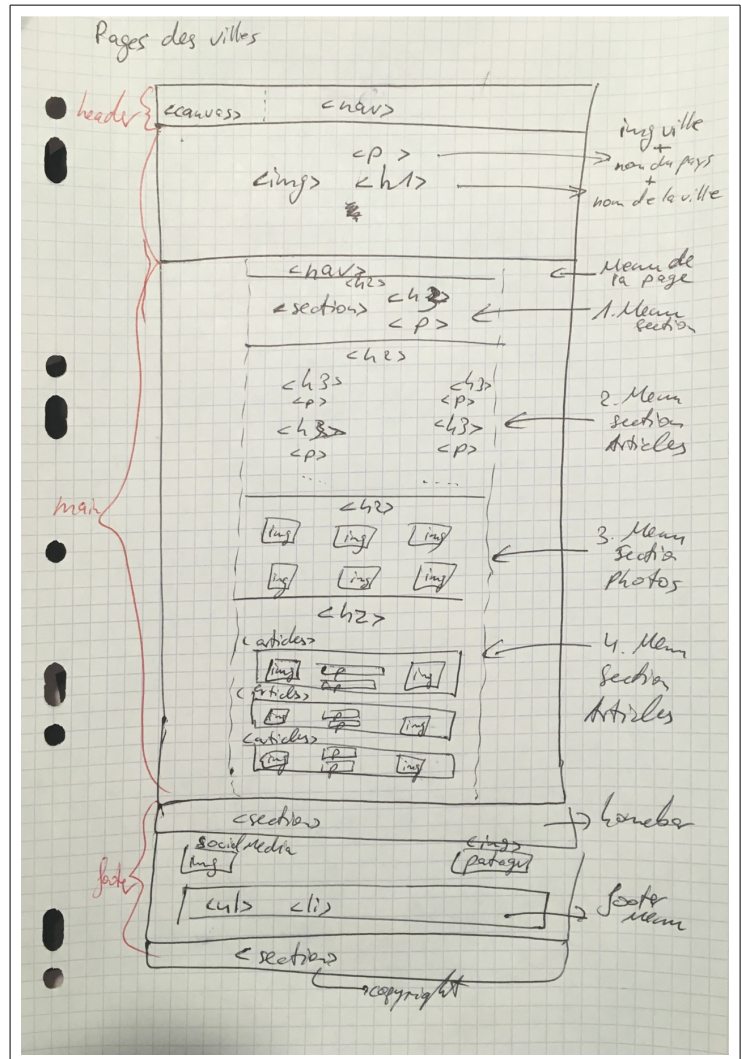 Pages des villes
header
<canvas> <nav>
<p>
<img> <h1>
img ville
+
nom du pays
+
nom de la ville
main
<nav>
Menu de
la page
<h2>
<section> <h3>
<p>
1. Menu
section
<h2>
<h3> <h3>
<p> <p>
<h3> <h3>
<p> <p>
.... ....
2. Menu
section
Articles
<h2>
img img img
img img img
3. Menu
section
Photos
<h2>
4. Menu
section
Articles
<articles>
img <p img
p
<articles>
img p img
p
<articles>
img p img
p
footer
<section>
homebar
social Media <img>
img partager
<ul> <li>
footer
menu
<section>
copyright